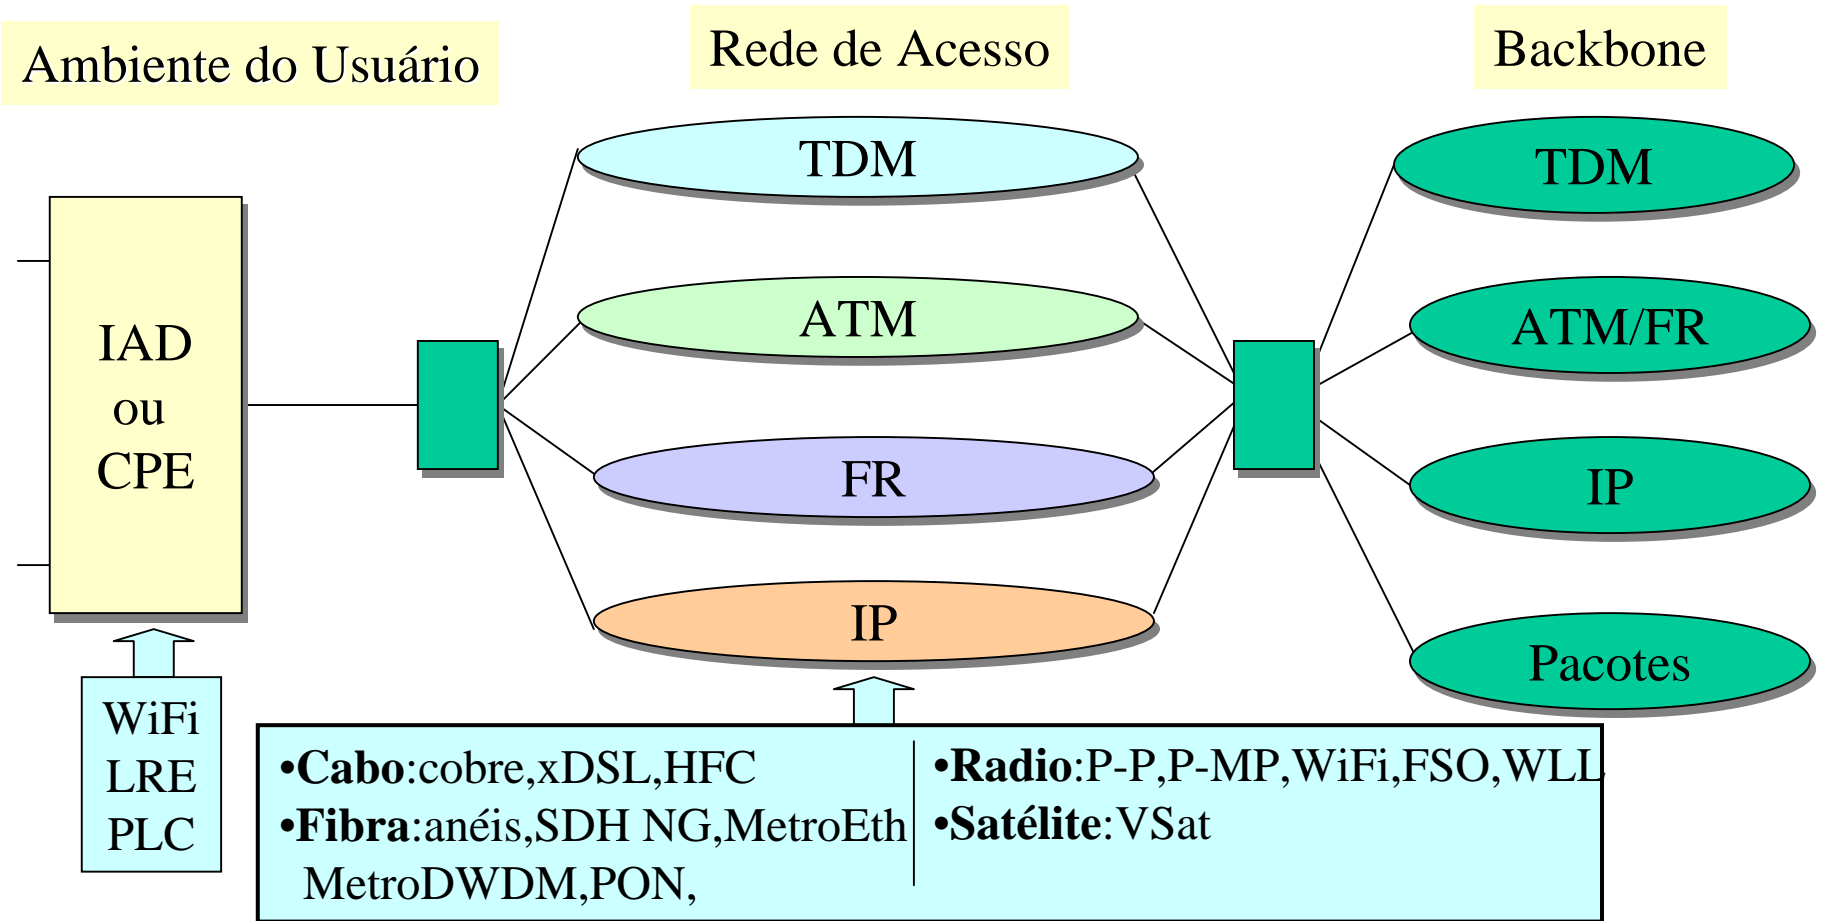 Ambiente do Usuário
Rede de Acesso
Backbone
IAD
ou
CPE
TDM
ATM
FR
IP
TDM
ATM/FR
IP
Pacotes
WiFi
LRE
PLC
•Cabo:cobre,xDSL,HFC
•Fibra:anéis,SDH NG,MetroEth
MetroDWDM,PON,
•Radio:P-P,P-MP,WiFi,FSO,WLL
•Satélite:VSat